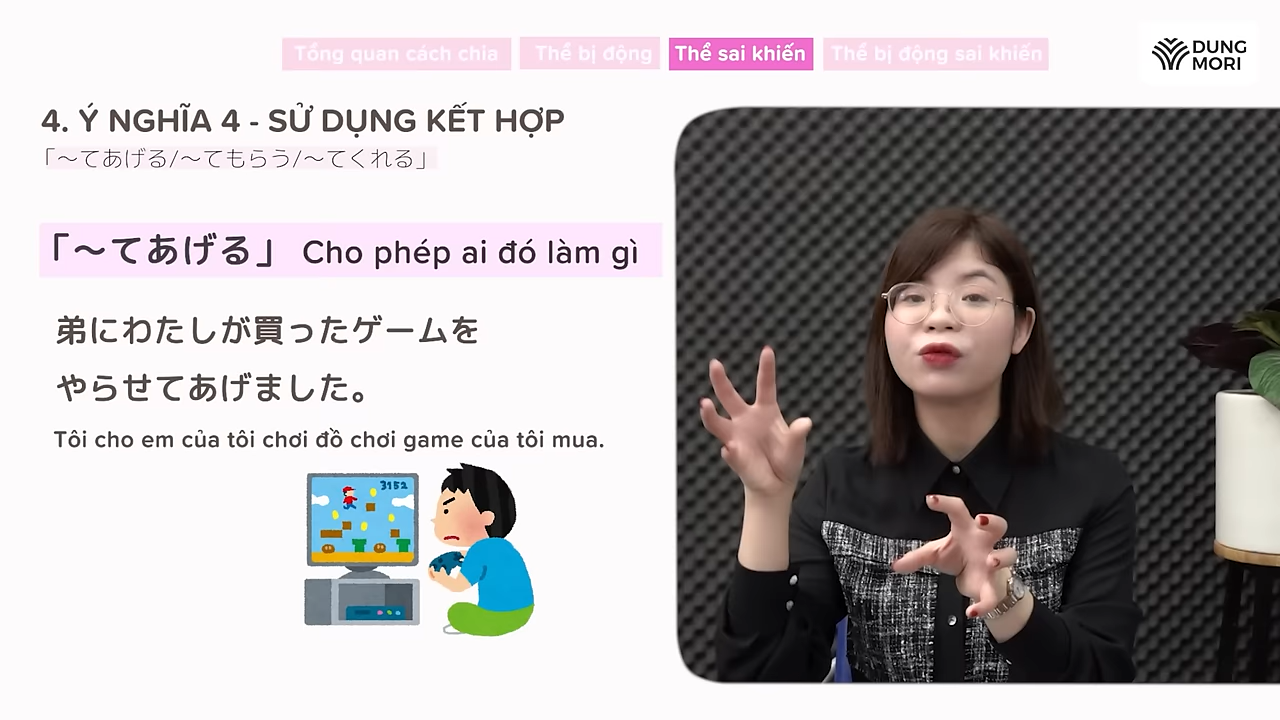 Tổng quan cách chia
Thể bị động
Thể sai khiến
Thể bị động sai khiến
DUNG
MORI
4. Ý NGHĨA 4 - SỬ DỤNG KẾT HỢP
「～てあげる/～てもらう/～てくれる」
「～てあげる」 Cho phép ai đó làm gì
弟にわたしが買ったゲームを
やらせてあげました。
Tôi cho em của tôi chơi đồ chơi game của tôi mua.
3152